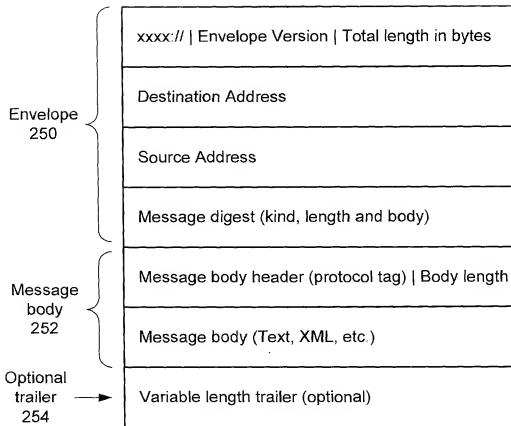 xxxx:// | Envelope Version | Total length in bytes
Destination Address
Envelope
250
Source Address
Message digest (kind, length and body)
Message body header (protocol tag) | Body length
Message
body
252
Message body (Text, XML, etc.)
Optional
trailer
254
Variable length trailer (optional)